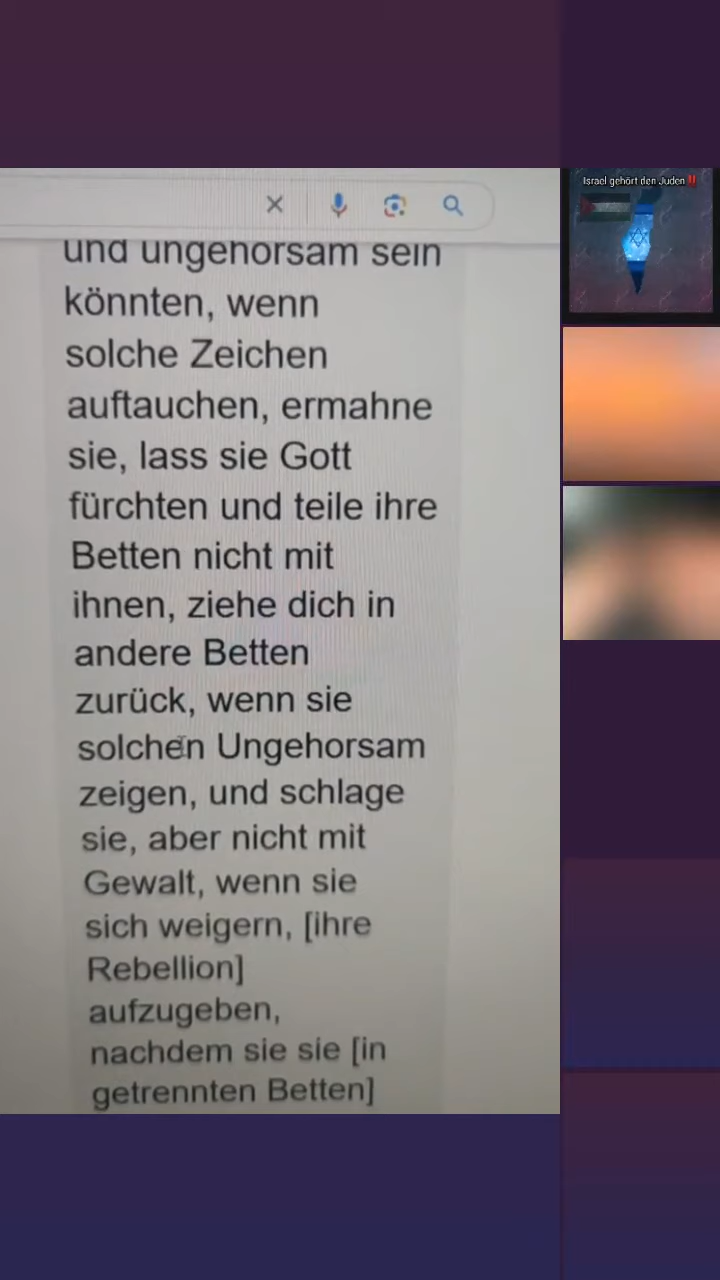 und ungehorsam sein
könnten, wenn
solche Zeichen
auftauchen, ermahne
sie, lass sie Gott
fürchten und teile ihre
Betten nicht mit
ihnen, ziehe dich in
andere Betten
zurück, wenn sie
solchen Ungehorsam
zeigen, und schlage
sie, aber nicht mit
Gewalt, wenn sie
sich weigern, [ihre
Rebellion]
aufzugeben,
nachdem sie sie [in
getrennten Betten]
Israel gehört den Juden‼️